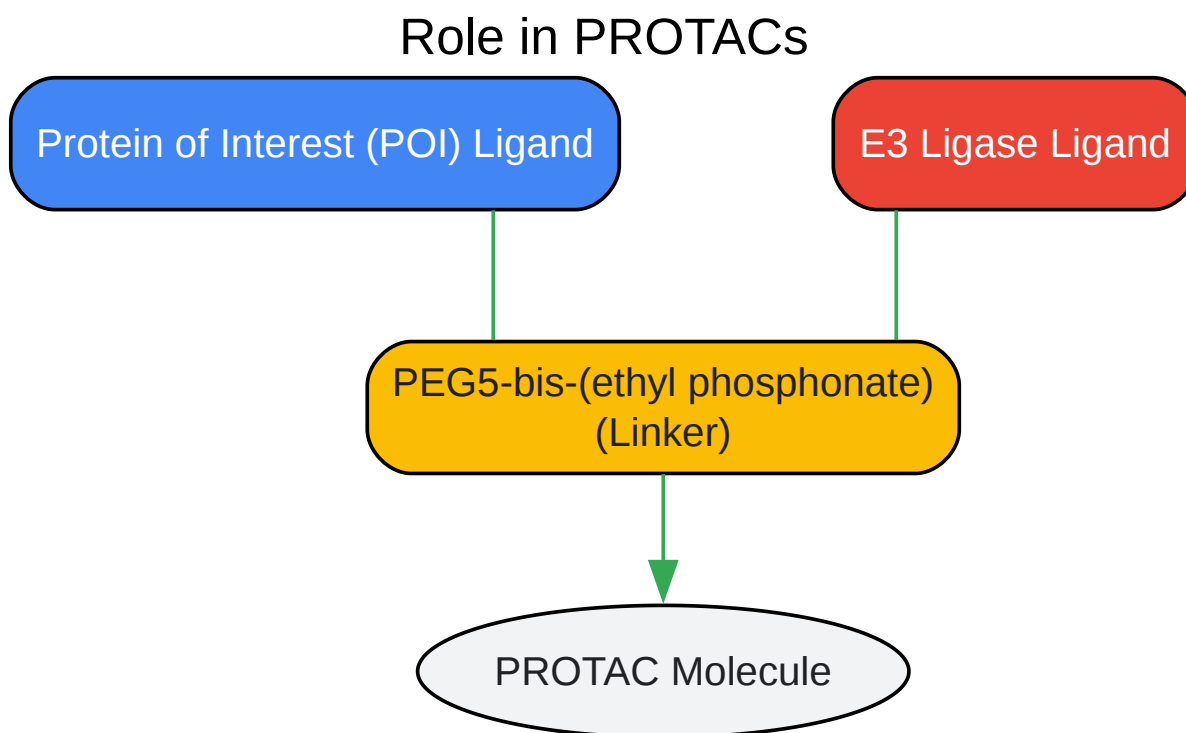 Role in PROTACs
Protein of Interest (POI) Ligand
E3 Ligase Ligand
PEG5-bis-(ethyl phosphonate)
(Linker)
PROTAC Molecule